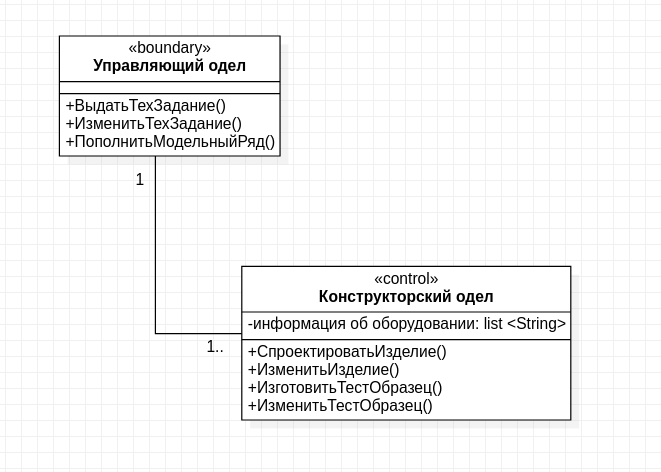 «boundary»
Управляющий одел
+ВыдатьТехЗадание()
+ИзменитьТехЗадание()
+ПополнитьМодельныйРяд()
1
1..
«control»
Конструкторский одел
-информация об оборудовании: list <String>
+СпроектироватьИзделие()
+ИзменитьИзделие()
+ИзготовитьТестОбразец()
+ИзменитьТестОбразец()